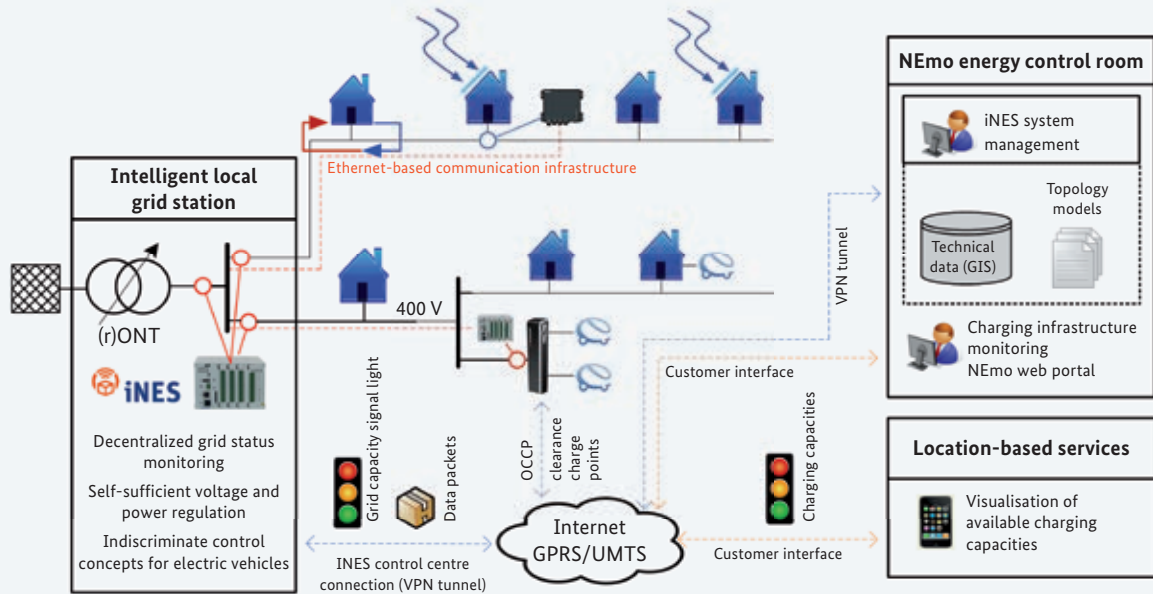 Intelligent local
grid station
(r)ONT
iNES
Decentralized grid status
monitoring
Self-sufficient voltage and
power regulation
Indiscriminate control
concepts for electric vehicles
Ethernet-based communication infrastructure
400 V
Grid capacity signal light
Data packets
OCCP
clearance
charge
points
INES control centre
connection (VPN tunnel)
Internet
GPRS/UMTS
VPN tunnel
Customer interface
Charging capacities
Customer interface
NEmo energy control room
iNES system
management
Topology
models
Technical
data (GIS)
Charging infrastructure
monitoring
NEmo web portal
Location-based services
Visualisation of
available charging
capacities